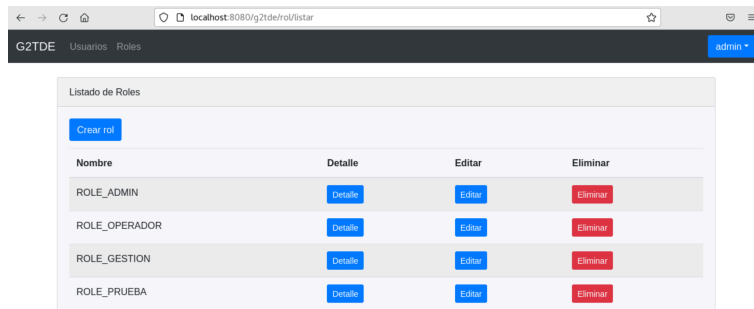 localhost:8080/g2tde/rol/listar
G2TDE Usuarios Roles admin
Listado de Roles
Crear rol
Nombre Detalle Editar Eliminar
ROLE_ADMIN Detalle Editar Eliminar
ROLE_OPERADOR Detalle Editar Eliminar
ROLE_GESTION Detalle Editar Eliminar
ROLE_PRUEBA Detalle Editar Eliminar